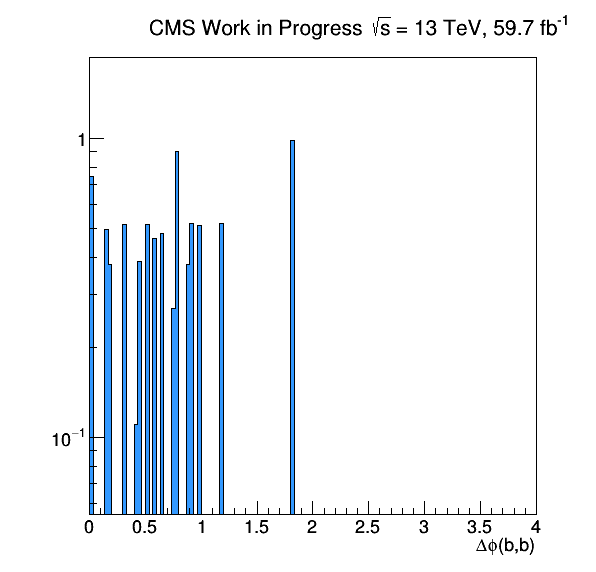 CMS Work in Progress √s = 13 TeV, 59.7 fb⁻¹
1
10⁻¹
0 0.5 1 1.5 2 2.5 3 3.5 4
Δϕ(b,b)